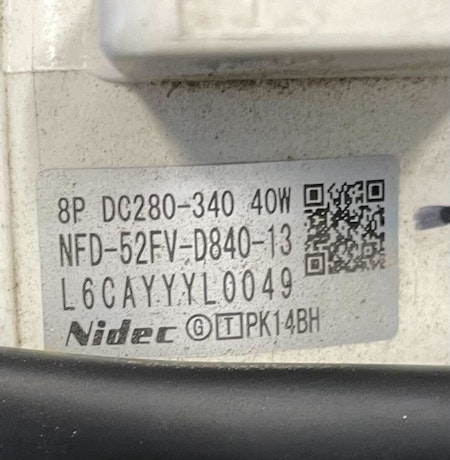 8P DC280-340 40W
NFD-52FV-D840-13
L6CAYYYL0049
Nidec Ⓖ 🅃 PK14BH